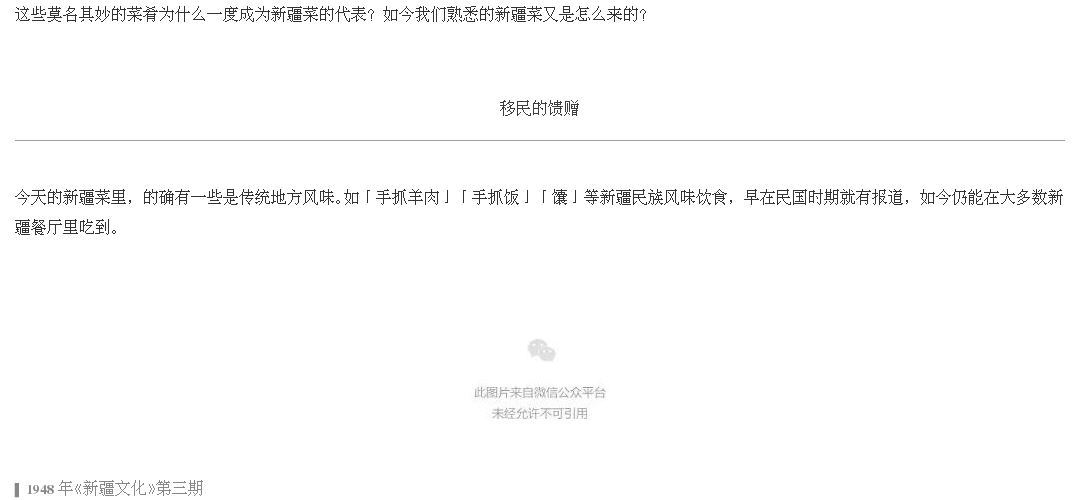 这些莫名其妙的菜肴为什么一度成为新疆菜的代表？如今我们熟悉的新疆菜又是怎么来的？
移民的馈赠
今天的新疆菜里，的确有一些是传统地方风味。如「手抓羊肉」「手抓饭」「馕」等新疆民族风味饮食，早在民国时期就有报道，如今仍能在大多数新
疆餐厅里吃到。
此图片来自微信公众平台
未经允许不可引用
1948 年《新疆文化》第三期